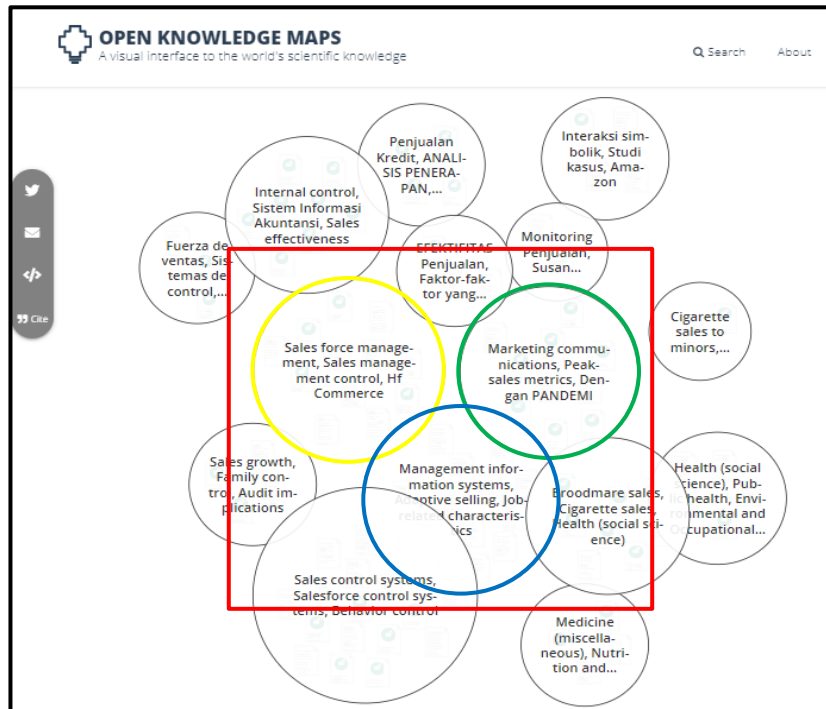 OPEN KNOWLEDGE MAPS
A visual interface to the world's scientific knowledge
Search
About
Cite
Penjualan
Kredit, ANALI-
SIS PENERA-
PAN,...
Interaksi sim-
bolik, Studi
kasus, Ama-
zon
Internal control,
Sistem Informasi
Akuntansi, Sales
effectiveness
Fuerza de
ventas, Sis-
temas de
control,...
EFEKTIFITAS
Penjualan,
Faktor-fak-
tor yang...
Monitoring
Penjualan,
Susan...
Cigarette
sales to
minors,...
Sales force manage-
ment, Sales manage-
ment control, Hf
Commerce
Marketing commu-
nications, Peak-
sales metrics, Den-
gan PANDEMI
Sales growth,
Family con-
trol, Audit im-
plications
Management infor-
mation systems,
Adaptive selling, Job-
related characteris-
tics
Broodmare sales,
Cigarette sales,
Health (social sci-
ence)
Health (social
science), Pub-
lic health, Envi-
ronmental and
Occupational...
Sales control systems,
Salesforce control sys-
tems, Behavior control
Medicine
(miscella-
neous), Nutri-
tion and...